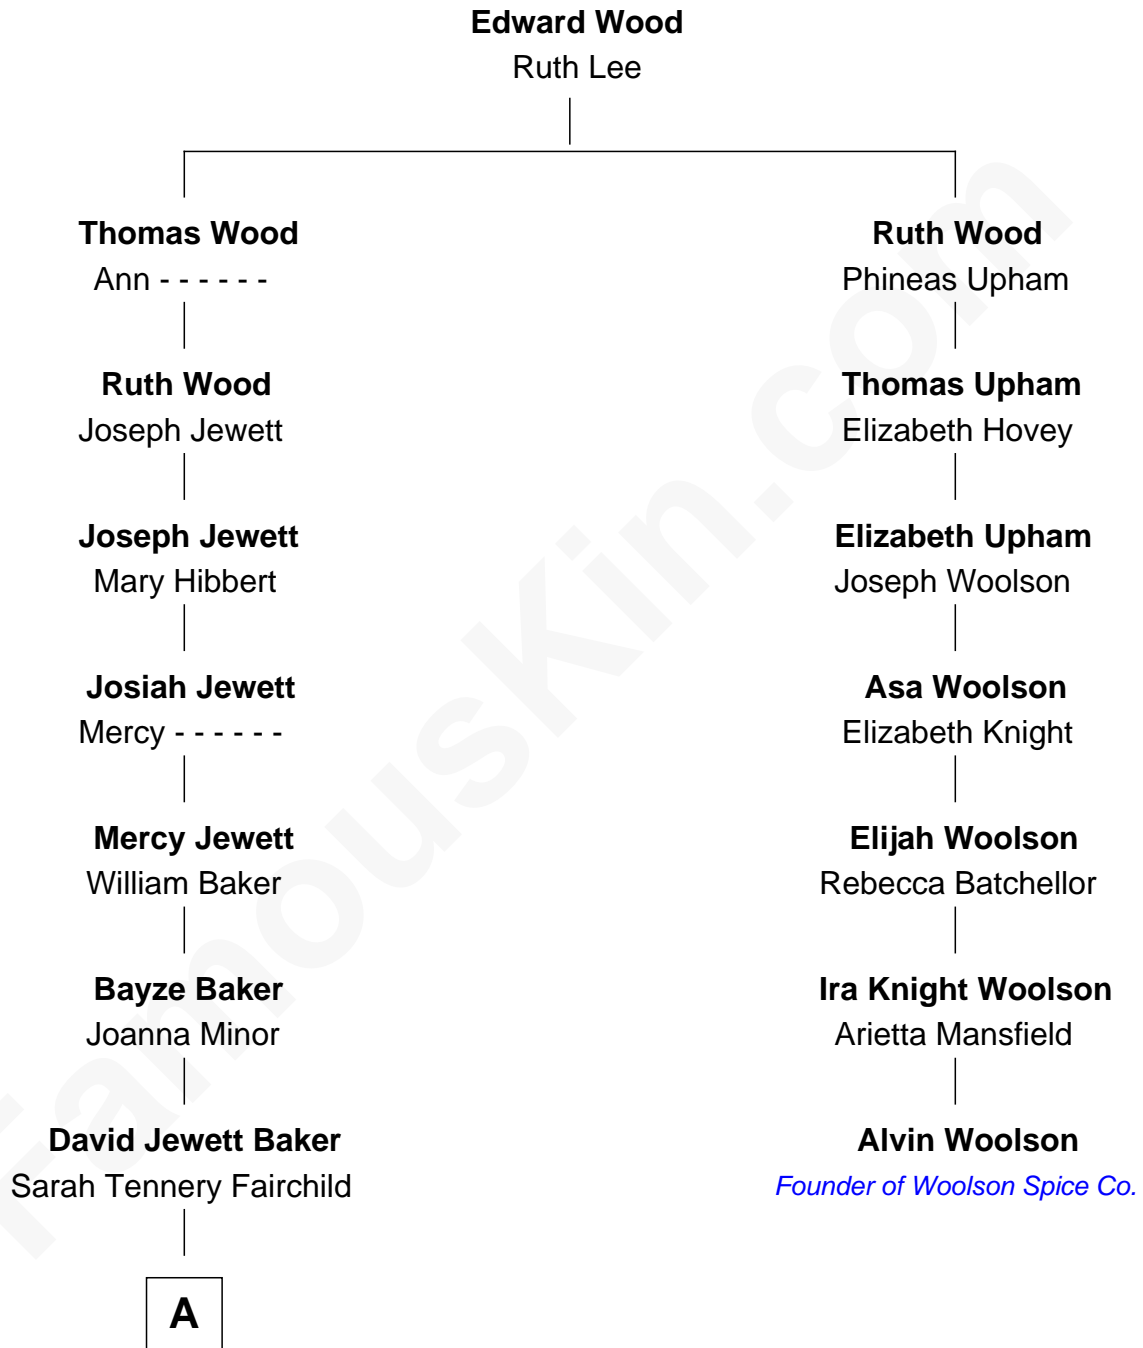 Edward Wood
Ruth Lee
Thomas Wood
Ann - - - - - -
Ruth Wood
Joseph Jewett
Joseph Jewett
Mary Hibbert
Josiah Jewett
Mercy - - - - - -
Mercy Jewett
William Baker
Bayze Baker
Joanna Minor
David Jewett Baker
Sarah Tennery Fairchild
A
Ruth Wood
Phineas Upham
Thomas Upham
Elizabeth Hovey
Elizabeth Upham
Joseph Woolson
Asa Woolson
Elizabeth Knight
Elijah Woolson
Rebecca Batchellor
Ira Knight Woolson
Arietta Mansfield
Alvin Woolson
Founder of Woolson Spice Co.
FamousKin.com